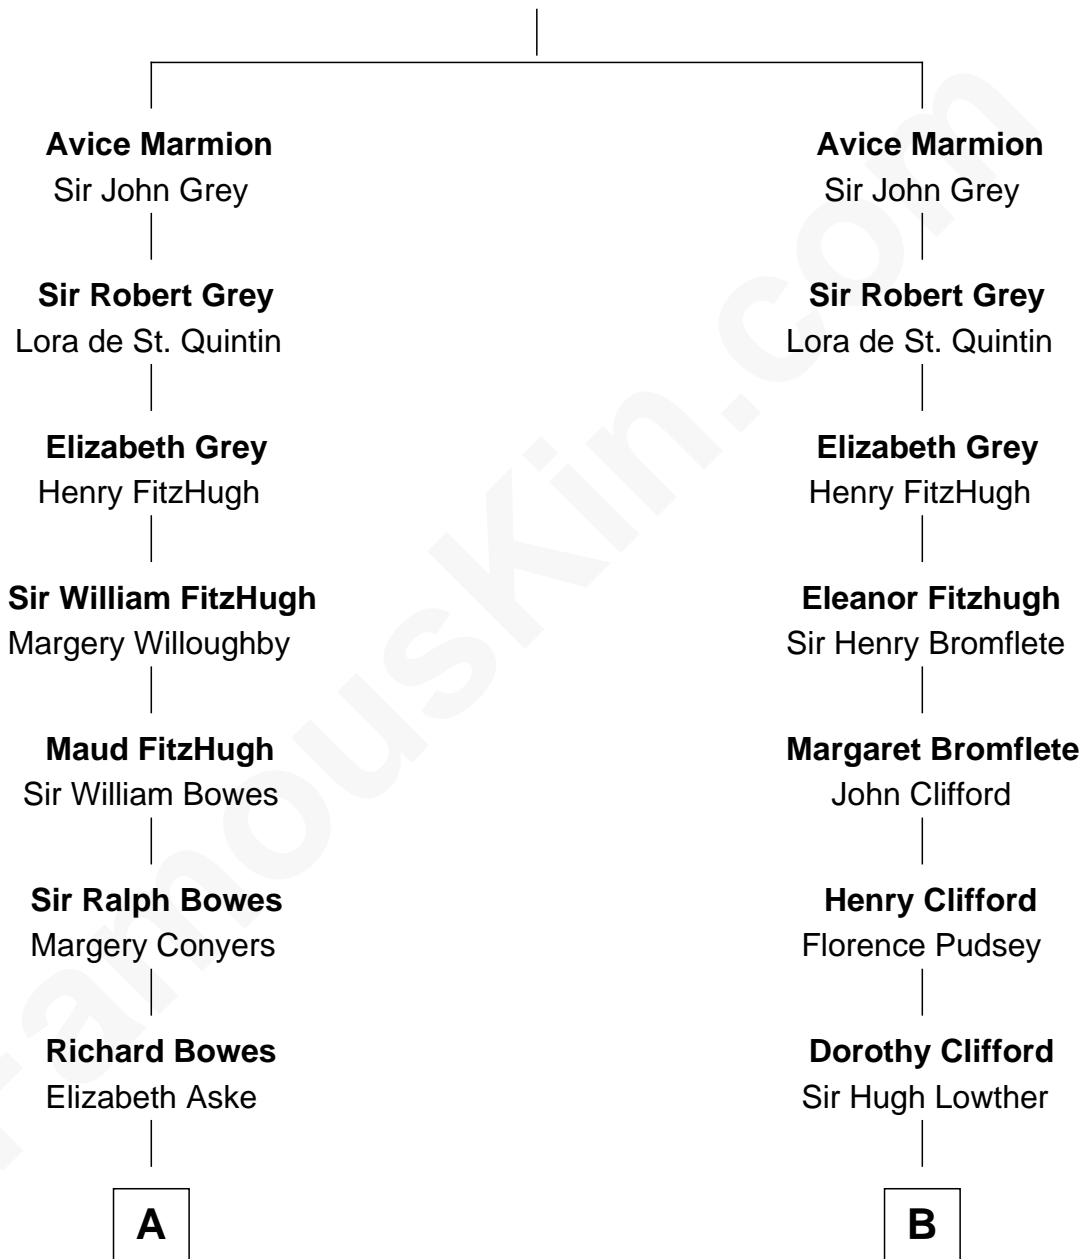 Avice Marmion
Sir John Grey
Sir Robert Grey
Lora de St. Quintin
Elizabeth Grey
Henry FitzHugh
Sir William FitzHugh
Margery Willoughby
Maud FitzHugh
Sir William Bowes
Sir Ralph Bowes
Margery Conyers
Richard Bowes
Elizabeth Aske
A
Avice Marmion
Sir John Grey
Sir Robert Grey
Lora de St. Quintin
Elizabeth Grey
Henry FitzHugh
Eleanor Fitzhugh
Sir Henry Bromflete
Margaret Bromflete
John Clifford
Henry Clifford
Florence Pudsey
Dorothy Clifford
Sir Hugh Lowther
B
FamousKin.com